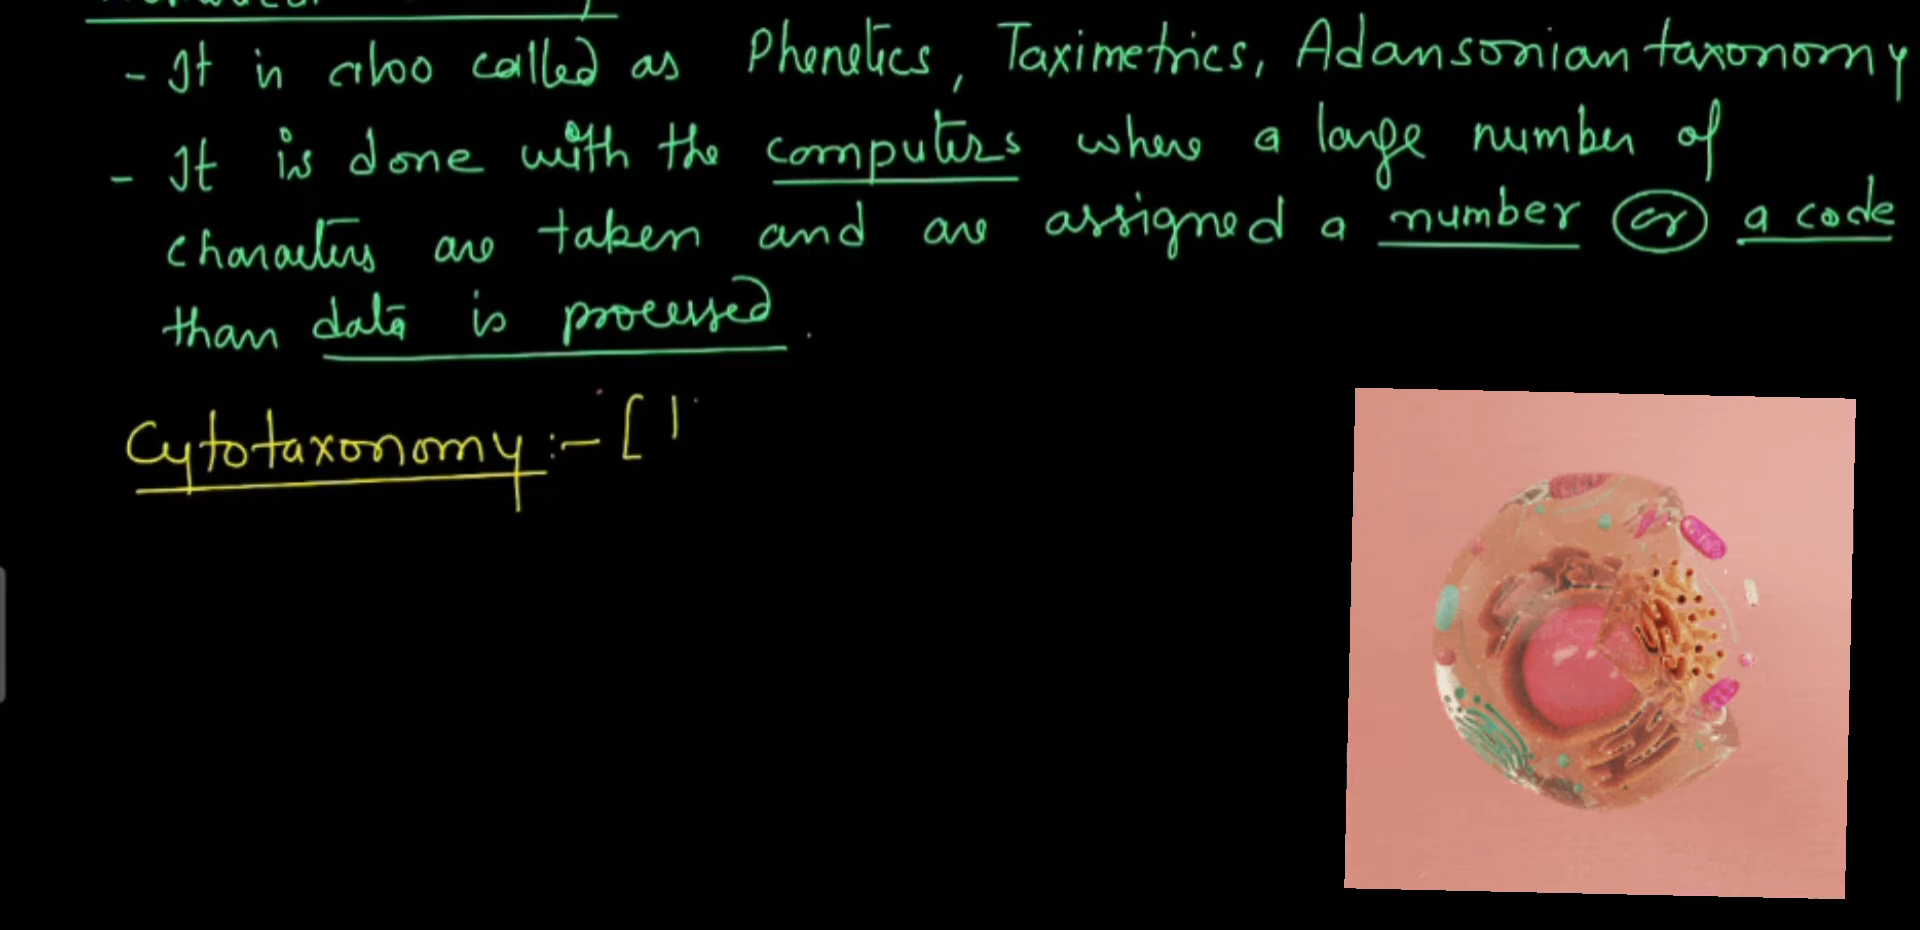 - It is also called as Phenetics, Taximetrics, Adansonian taxonomy
- It is done with the computers where a large number of
characters are taken and are assigned a number or a code
than data is processed.
Cytotaxonomy :- [